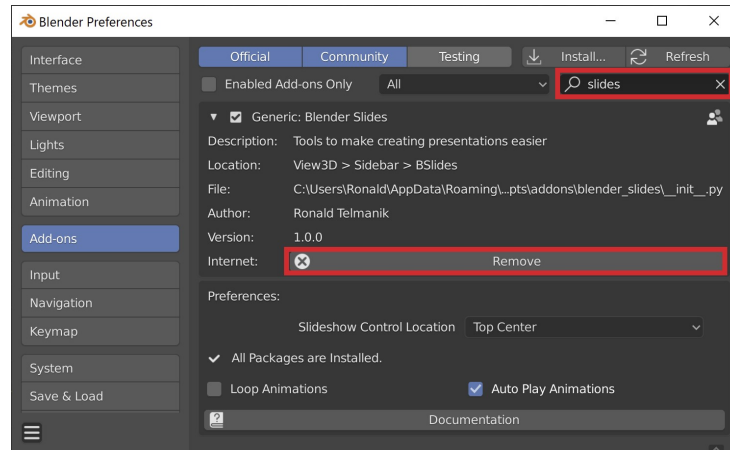 Blender Preferences
Interface
Themes
Viewport
Lights
Editing
Animation
Add-ons
Input
Navigation
Keymap
System
Save & Load
Official Community Testing Install... Refresh
Enabled Add-ons Only All slides
Generic: Blender Slides
Description: Tools to make creating presentations easier
Location: View3D > Sidebar > BSlides
File: C:\Users\Ronald\AppData\Roaming\...pts\addons\blender_slides\__init__.py
Author: Ronald Telmanik
Version: 1.0.0
Internet: Remove
Preferences:
Slideshow Control Location Top Center
All Packages are Installed.
Loop Animations Auto Play Animations
Documentation